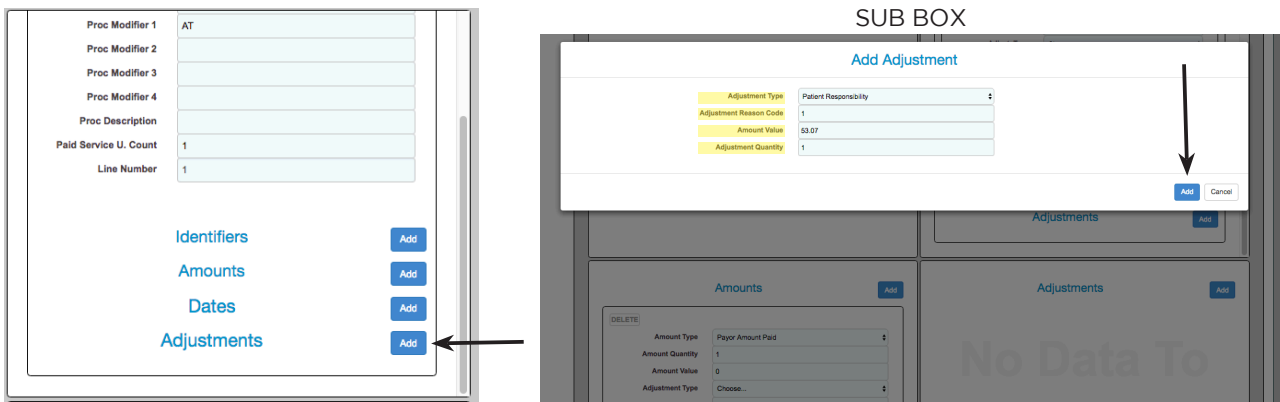 Proc Modifier 1 AT
Proc Modifier 2
Proc Modifier 3
Proc Modifier 4
Proc Description
Paid Service U. Count 1
Line Number 1
Identifiers Add
Amounts Add
Dates Add
Adjustments Add
SUB BOX
Add Adjustment
Adjustment Type Patient Responsibility
Adjustment Reason Code 1
Amount Value 53.07
Adjustment Quantity 1
Add Cancel
Adjustments Add
Amounts Add
DELETE
Amount Type Payor Amount Paid
Amount Quantity 1
Amount Value 0
Adjustment Type Choose...
Adjustments Add
No Data To